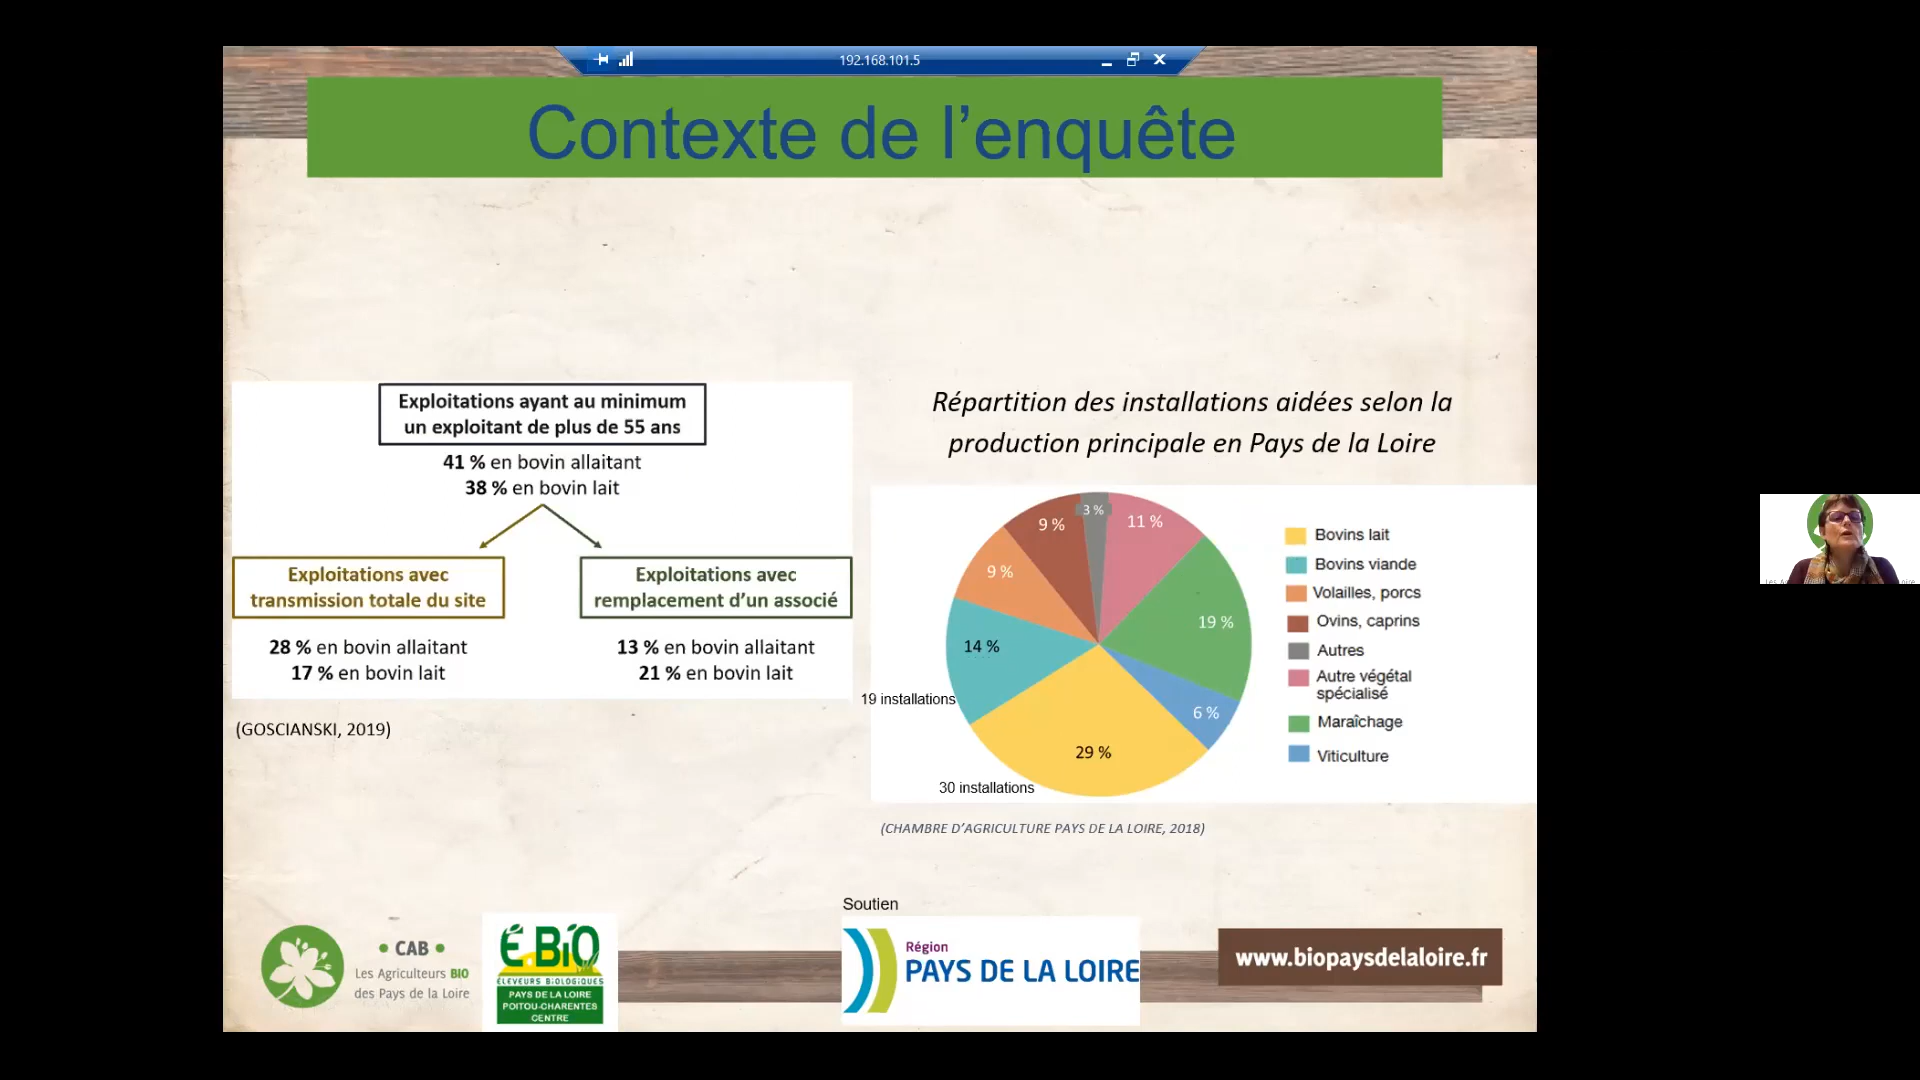 192.168.101.5
Contexte de l'enquête
Exploitations ayant au minimum
un exploitant de plus de 55 ans
41 % en bovin allaitant
38 % en bovin lait
Exploitations avec
transmission totale du site
28 % en bovin allaitant
17 % en bovin lait
Exploitations avec
remplacement d'un associé
13 % en bovin allaitant
21 % en bovin lait
(GOSCIANSKI, 2019)
Répartition des installations aidées selon la
production principale en Pays de la Loire
3 %
11 %
9 %
9 %
19 %
14 %
6 %
29 %
19 installations
30 installations
Bovins lait
Bovins viande
Volailles, porcs
Ovins, caprins
Autres
Autre végétal
spécialisé
Maraîchage
Viticulture
(CHAMBRE D'AGRICULTURE PAYS DE LA LOIRE, 2018)
• CAB •
Les Agriculteurs BIO
des Pays de la Loire
É.BIO
ÉLEVEURS BIOLOGIQUES
PAYS DE LA LOIRE
POITOU-CHARENTES
CENTRE
Soutien
Région
PAYS DE LA LOIRE
www.biopaysdelaloire.fr